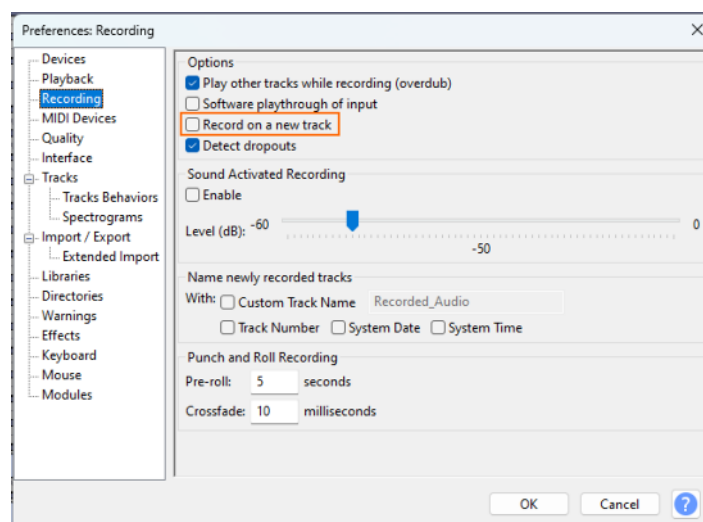 Preferences: Recording
Devices
Playback
Recording
MIDI Devices
Quality
Interface
Tracks
Tracks Behaviors
Spectrograms
Import / Export
Extended Import
Libraries
Directories
Warnings
Effects
Keyboard
Mouse
Modules
Options
Play other tracks while recording (overdub)
Software playthrough of input
Record on a new track
Detect dropouts
Sound Activated Recording
Enable
Level (dB): -60 0
-50
Name newly recorded tracks
With: Custom Track Name Recorded_Audio
Track Number System Date System Time
Punch and Roll Recording
Pre-roll: 5 seconds
Crossfade: 10 milliseconds
OK Cancel ?